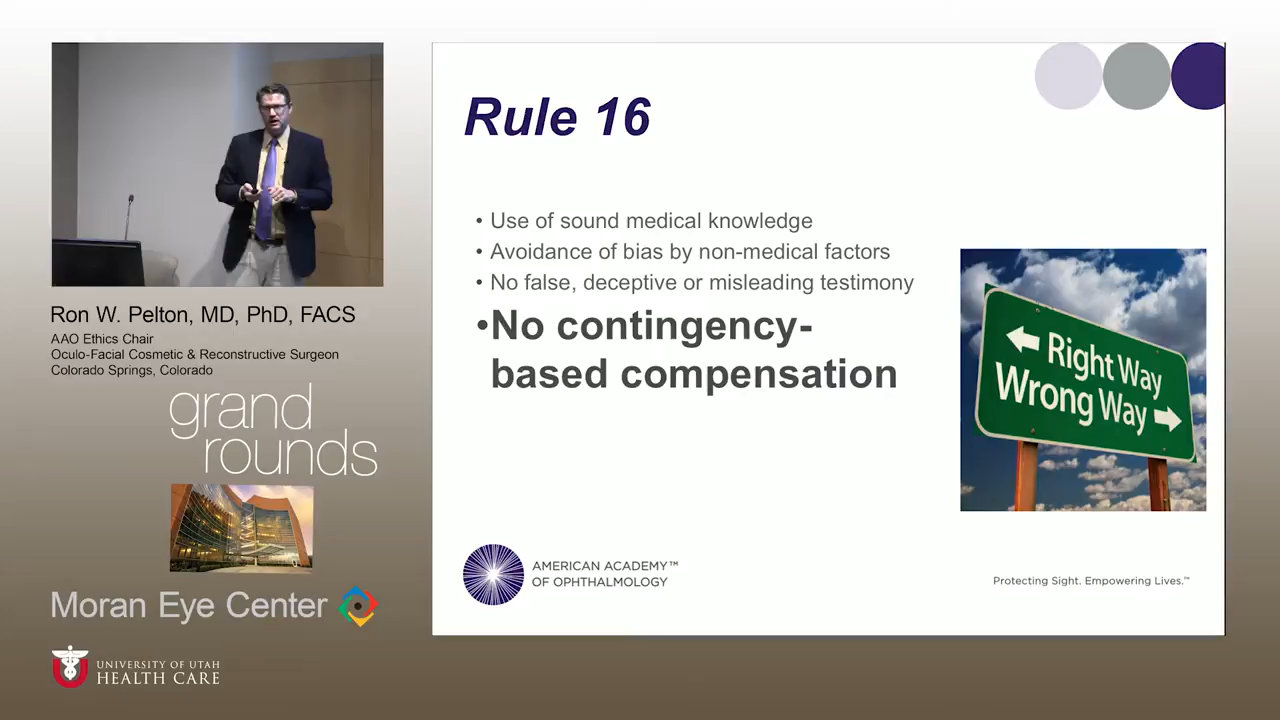 Ron W. Pelton, MD, PhD, FACS
AAO Ethics Chair
Oculo-Facial Cosmetic & Reconstructive Surgeon
Colorado Springs, Colorado
grand
rounds
Moran Eye Center
UNIVERSITY OF UTAH
HEALTH CARE
Rule 16
• Use of sound medical knowledge
• Avoidance of bias by non-medical factors
• No false, deceptive or misleading testimony
•No contingency-
based compensation
Right Way
Wrong Way
AMERICAN ACADEMY™
OF OPHTHALMOLOGY
Protecting Sight. Empowering Lives.™